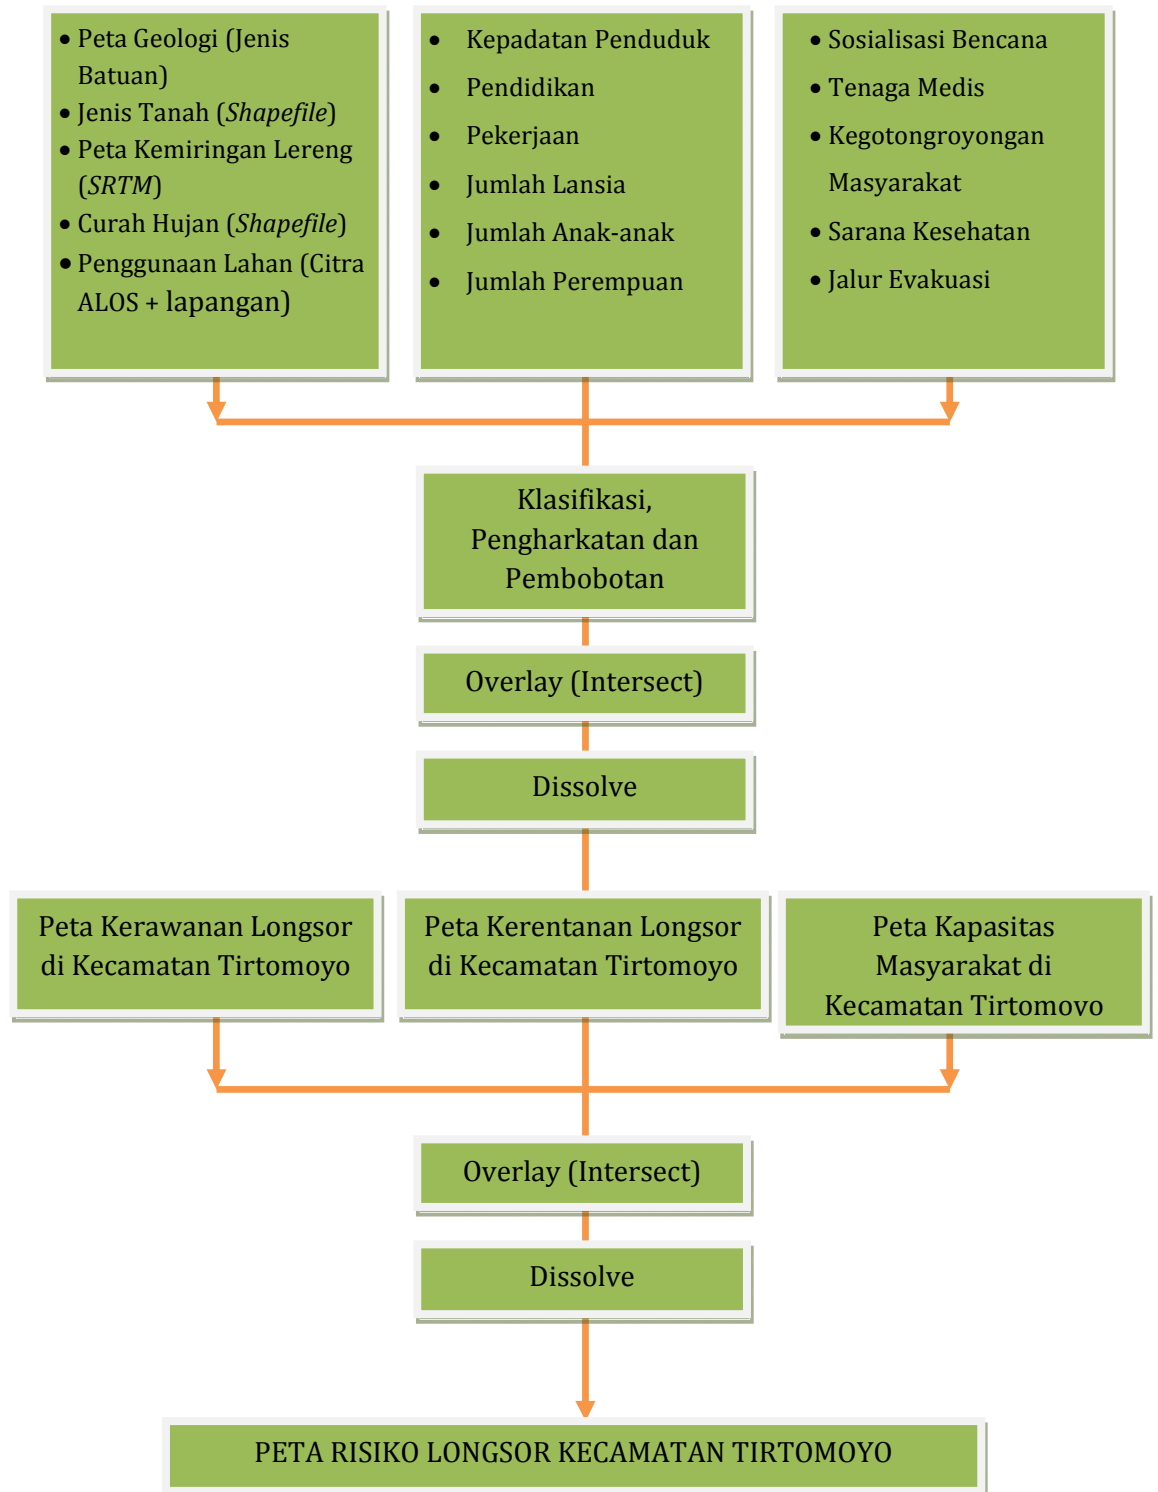 • Peta Geologi (Jenis
Batuan)
• Jenis Tanah (Shapefile)
• Peta Kemiringan Lereng
(SRTM)
• Curah Hujan (Shapefile)
• Penggunaan Lahan (Citra
ALOS + lapangan)
• Kepadatan Penduduk
• Pendidikan
• Pekerjaan
• Jumlah Lansia
• Jumlah Anak-anak
• Jumlah Perempuan
• Sosialisasi Bencana
• Tenaga Medis
• Kegotongroyongan
Masyarakat
• Sarana Kesehatan
• Jalur Evakuasi
Klasifikasi,
Pengharkatan dan
Pembobotan
Overlay (Intersect)
Dissolve
Peta Kerawanan Longsor
di Kecamatan Tirtomoyo
Peta Kerentanan Longsor
di Kecamatan Tirtomoyo
Peta Kapasitas
Masyarakat di
Kecamatan Tirtomoyo
Overlay (Intersect)
Dissolve
PETA RISIKO LONGSOR KECAMATAN TIRTOMOYO